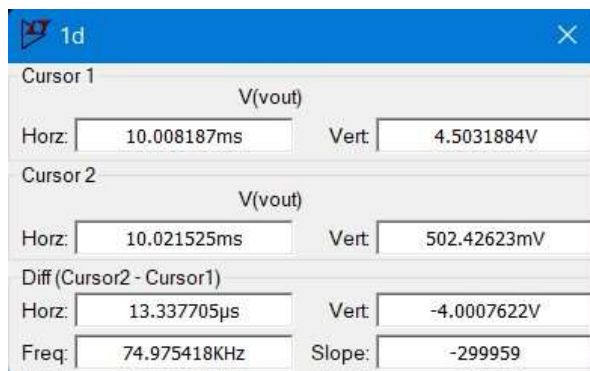 1d
Cursor 1
V(vout)
Horz: 10.008187ms Vert: 4.5031884V
Cursor 2
V(vout)
Horz: 10.021525ms Vert: 502.42623mV
Diff (Cursor2 - Cursor1)
Horz: 13.337705µs Vert: -4.0007622V
Freq: 74.975418KHz Slope: -299959